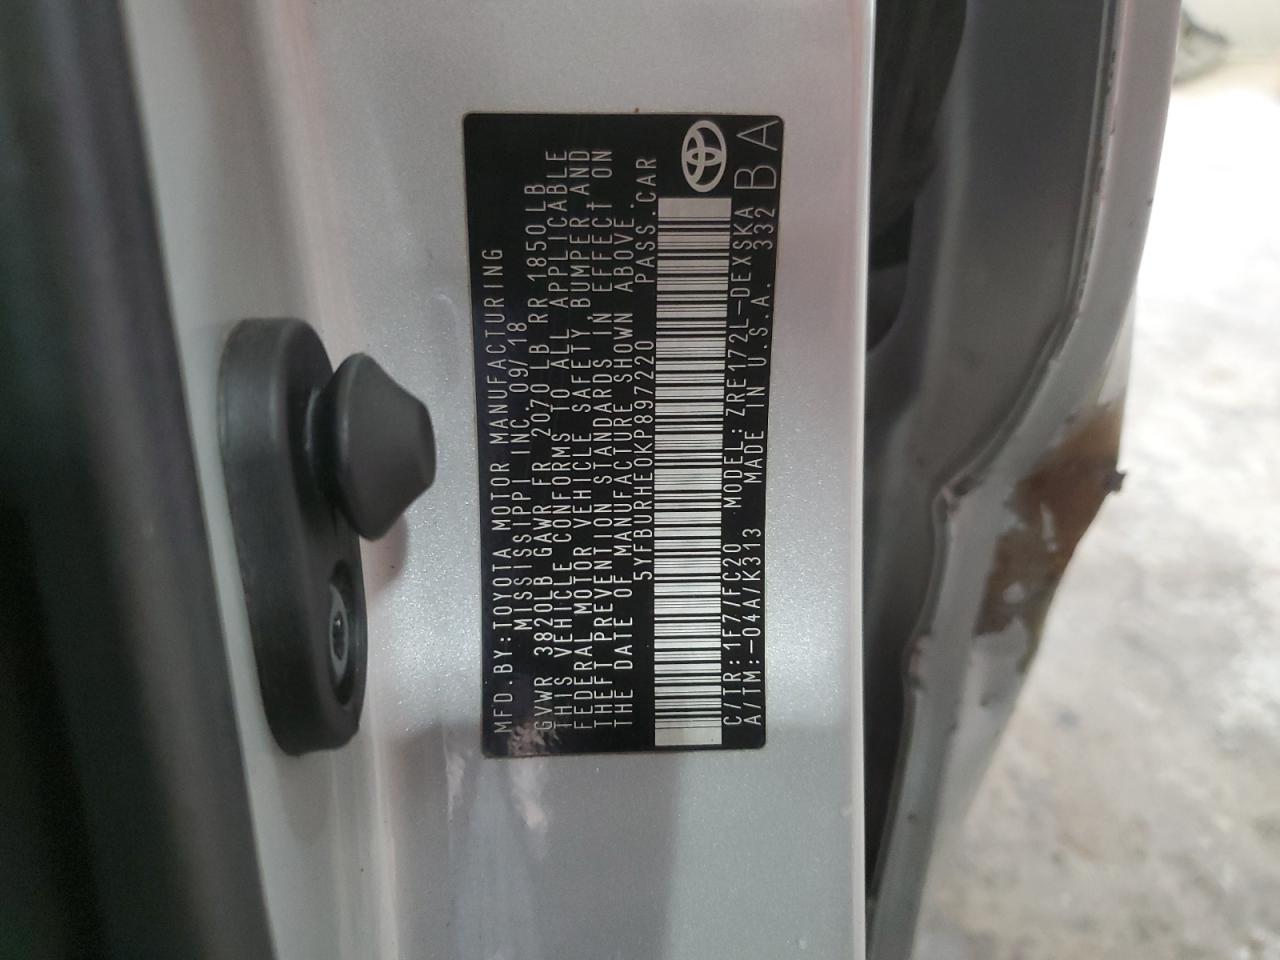 MFD.BY:TOYOTA MOTOR MANUFACTURING
MISSISSIPPI INC. 09/18
GVWR 3820LB GAWR FR 2070 LB RR 1850LB
THIS VEHICLE CONFORMS TO ALL APPLICABLE
FEDERAL MOTOR VEHICLE SAFETY, BUMPER AND
THEFT PREVENTION STANDARDS IN EFFECT ON
THE DATE OF MANUFACTURE SHOWN ABOVE.
5YFBURHE0KP897220 PASS.CAR
C/TR:1F7/FC20 MODEL:ZRE172L-DEXSKA
A/TM:-04A/K313 MADE IN U.S.A. 332 BA